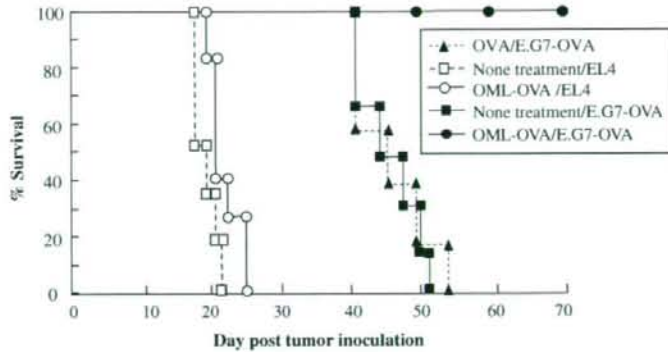 100
80
60
40
20
0
% Survival
0
10
20
30
40
50
60
70
Day post tumor inoculation
OVA/E.G7-OVA
None treatment/EL4
OML-OVA /EL4
None treatment/E.G7-OVA
OML-OVA/E.G7-OVA